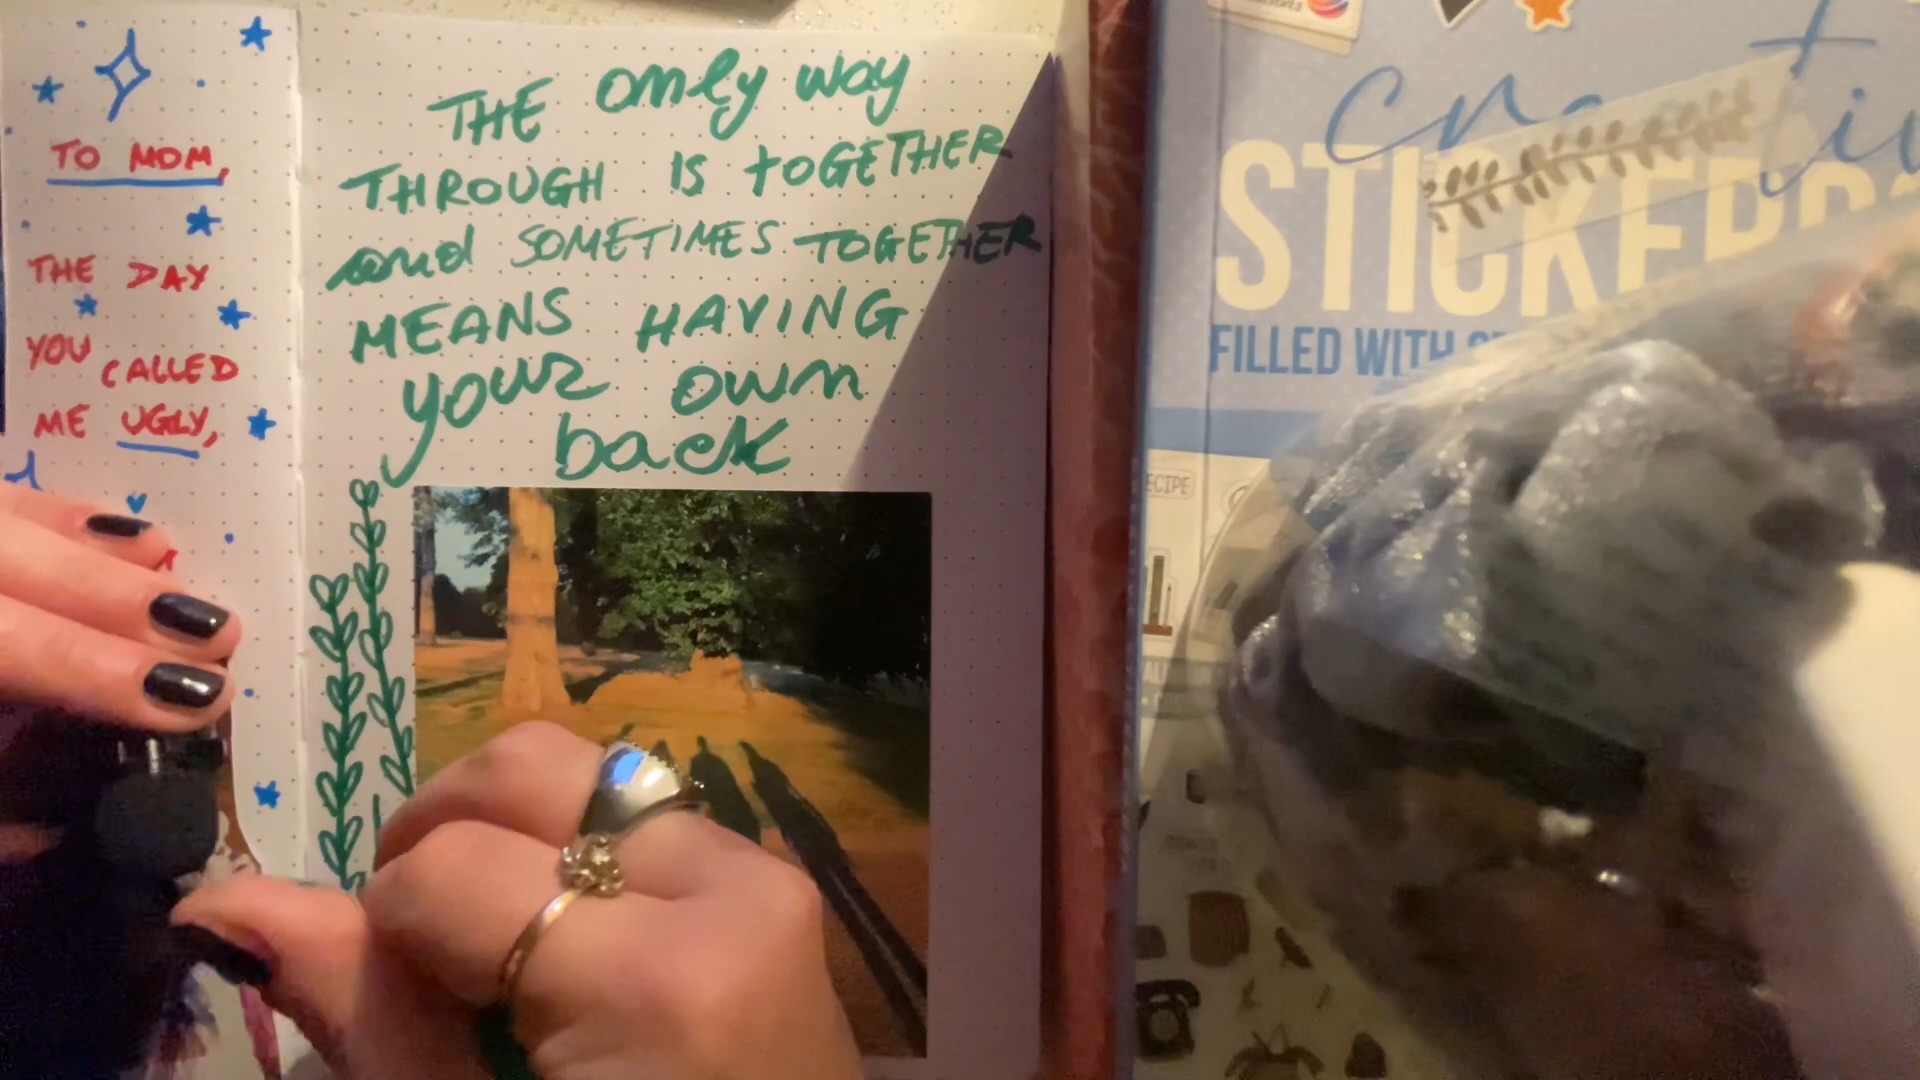 TO MOM,
THE DAY
YOU CALLED
ME UGLY,
THE only way
THROUGH IS toGETHER
and SOMETIMES TOGETHER
MEANS HAVING
your own
back
STICKER
FILLED WITH
ECIPE